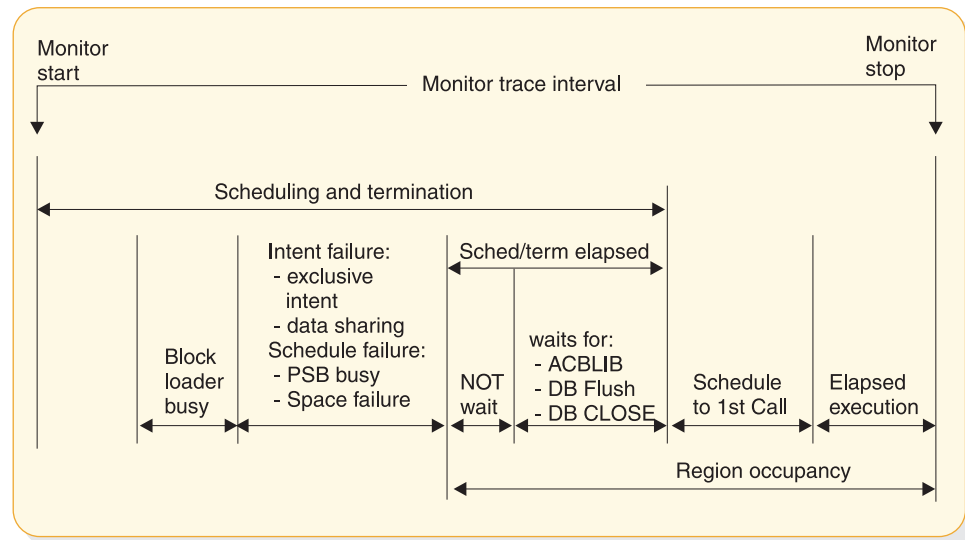 Monitor
start
Monitor
stop
Monitor trace interval
Scheduling and termination
Intent failure:
- exclusive
intent
- data sharing
Schedule failure:
- PSB busy
- Space failure
Sched/term elapsed
Block
loader
busy
NOT
wait
waits for:
- ACBLIB
- DB Flush
- DB CLOSE
Schedule
to 1st Call
Elapsed
execution
Region occupancy